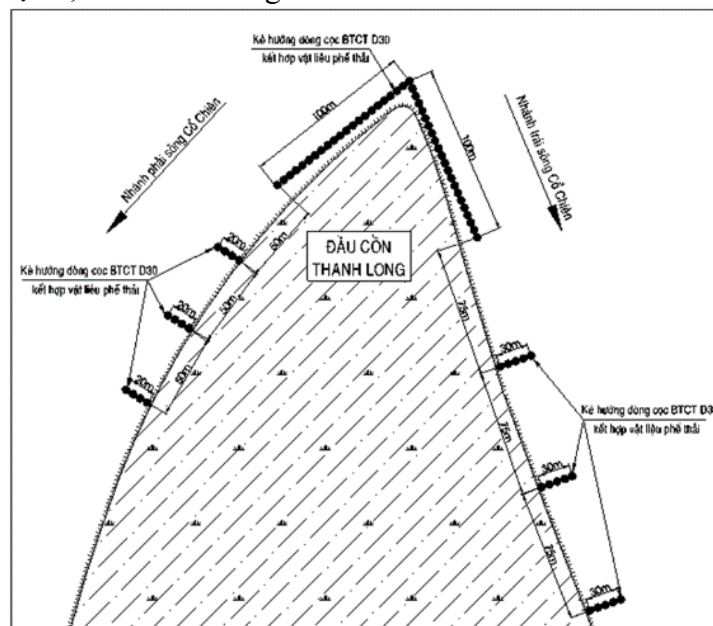 Kè hướng dòng cọc BTCT D30
kết hợp vật liệu phế thải
Nhánh phải sông Cổ Chiên
100m
100m
Nhánh trái sông Cổ Chiên
20m
50m
ĐẦU CỒN
THANH LONG
Kè hướng dòng cọc BTCT D30
kết hợp vật liệu phế thải
20m
50m
75m
30m
20m
50m
Kè hướng dòng cọc BTCT D3
kết hợp vật liệu phế thải
75m
30m
75m
30m